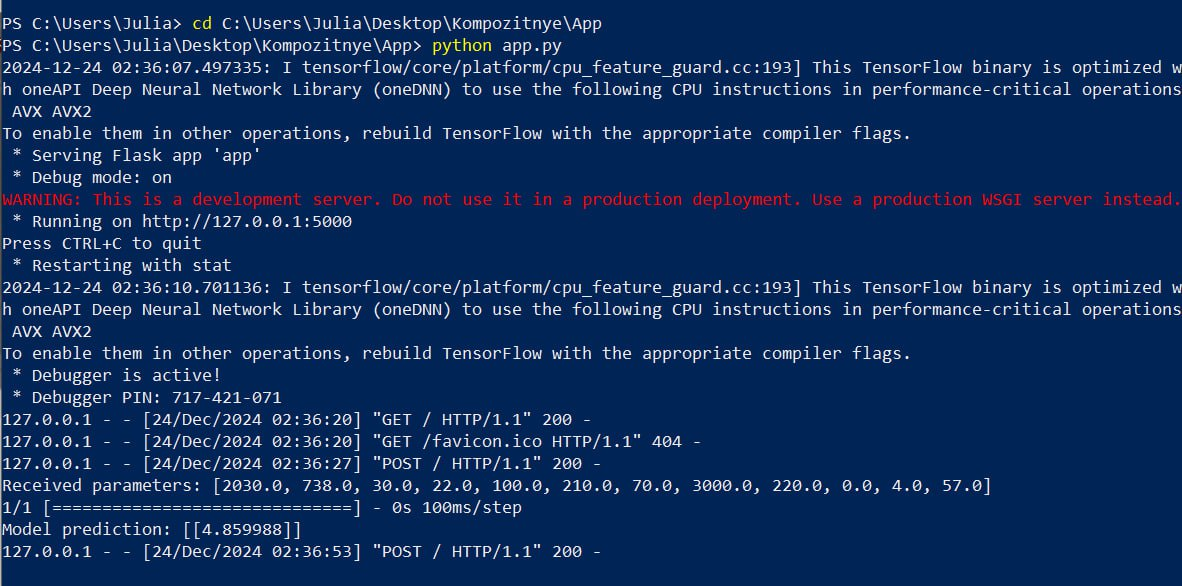 PS C:\Users\Julia> cd C:\Users\Julia\Desktop\Kompozitnye\App
PS C:\Users\Julia\Desktop\Kompozitnye\App> python app.py
2024-12-24 02:36:07.497335: I tensorflow/core/platform/cpu_feature_guard.cc:193] This TensorFlow binary is optimized w
h oneAPI Deep Neural Network Library (oneDNN) to use the following CPU instructions in performance-critical operations
AVX AVX2
To enable them in other operations, rebuild TensorFlow with the appropriate compiler flags.
* Serving Flask app 'app'
* Debug mode: on
WARNING: This is a development server. Do not use it in a production deployment. Use a production WSGI server instead.
* Running on http://127.0.0.1:5000
Press CTRL+C to quit
* Restarting with stat
2024-12-24 02:36:10.701136: I tensorflow/core/platform/cpu_feature_guard.cc:193] This TensorFlow binary is optimized w
h oneAPI Deep Neural Network Library (oneDNN) to use the following CPU instructions in performance-critical operations
AVX AVX2
To enable them in other operations, rebuild TensorFlow with the appropriate compiler flags.
* Debugger is active!
* Debugger PIN: 717-421-071
127.0.0.1 - - [24/Dec/2024 02:36:20] "GET / HTTP/1.1" 200 -
127.0.0.1 - - [24/Dec/2024 02:36:20] "GET /favicon.ico HTTP/1.1" 404 -
127.0.0.1 - - [24/Dec/2024 02:36:27] "POST / HTTP/1.1" 200 -
Received parameters: [2030.0, 738.0, 30.0, 22.0, 100.0, 210.0, 70.0, 3000.0, 220.0, 0.0, 4.0, 57.0]
1/1 [==============================] - 0s 100ms/step
Model prediction: [[4.859988]]
127.0.0.1 - - [24/Dec/2024 02:36:53] "POST / HTTP/1.1" 200 -